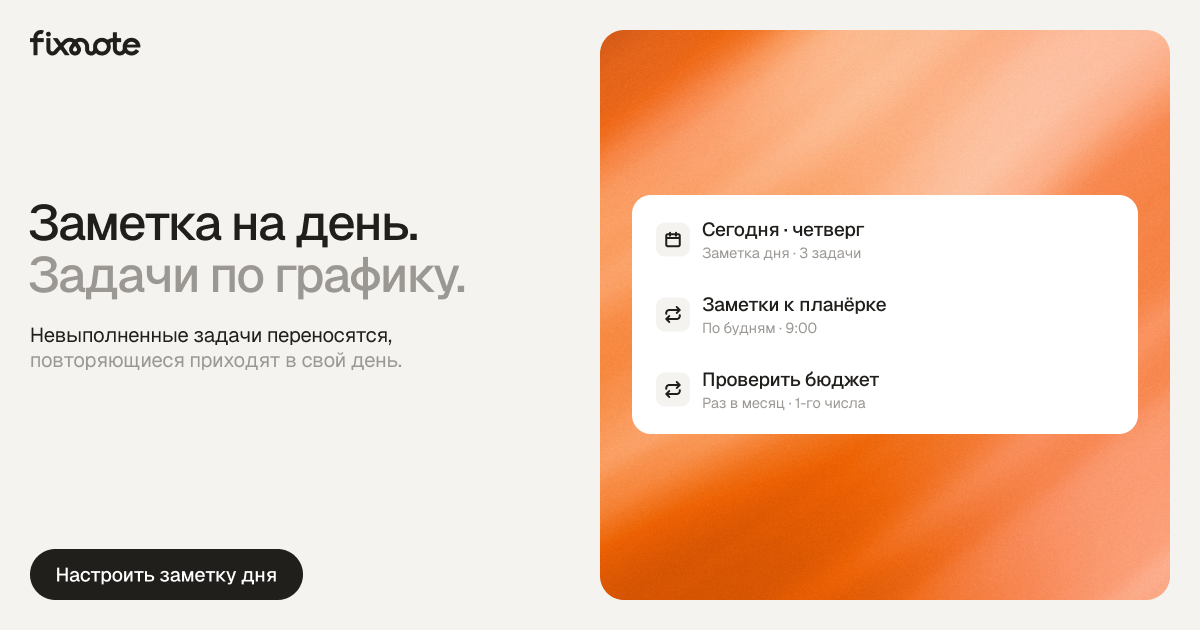 fixnote
Заметка на день.
Задачи по графику.
Невыполненные задачи переносятся,
повторяющиеся приходят в свой день.
Настроить заметку дня
Сегодня · четверг
Заметка дня · 3 задачи
Заметки к планёрке
По будням · 9:00
Проверить бюджет
Раз в месяц · 1-го числа